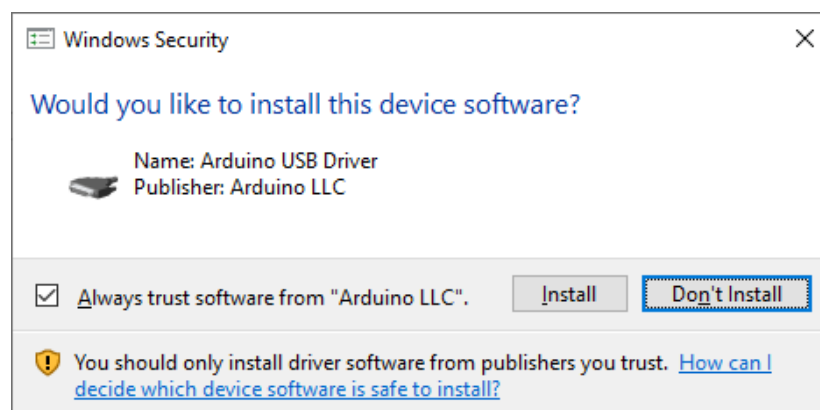 Windows Security
Would you like to install this device software?
Name: Arduino USB Driver
Publisher: Arduino LLC
Always trust software from "Arduino LLC".
Install
Don't Install
You should only install driver software from publishers you trust. How can I
decide which device software is safe to install?